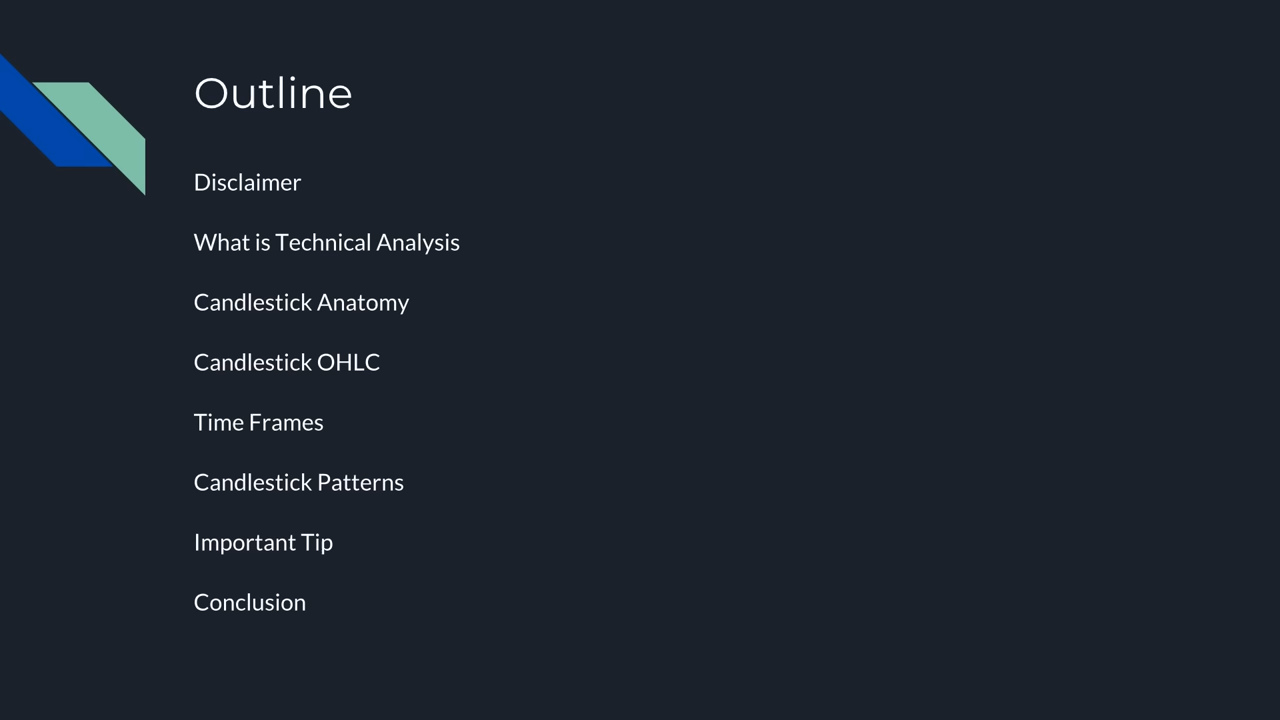 Outline
Disclaimer
What is Technical Analysis
Candlestick Anatomy
Candlestick OHLC
Time Frames
Candlestick Patterns
Important Tip
Conclusion